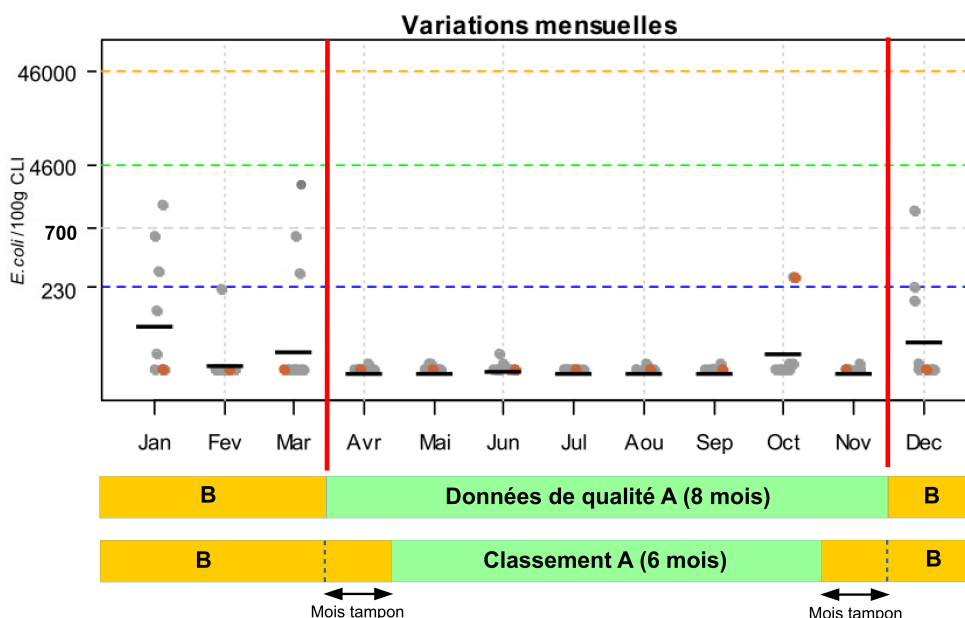 Variations mensuelles
46000
4600
700
230
E.coli/100g CLI
Jan Fev Mar Avr Mai Jun Jul Aou Sep Oct Nov Dec
B Données de qualité A (8 mois) B
B Classement A (6 mois) B
Mois tampon Mois tampon